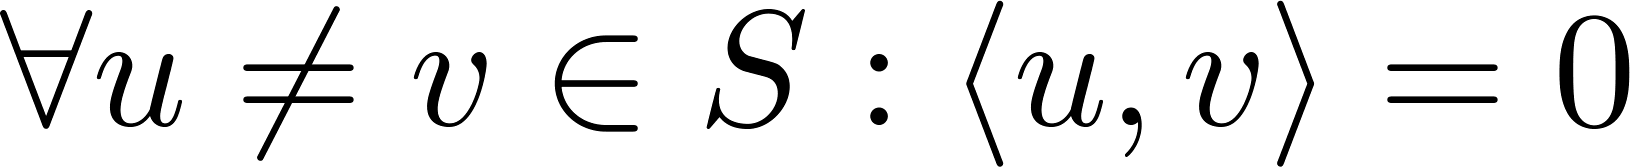 ∀u ≠ v ∈ S : ⟨u, v⟩ = 0